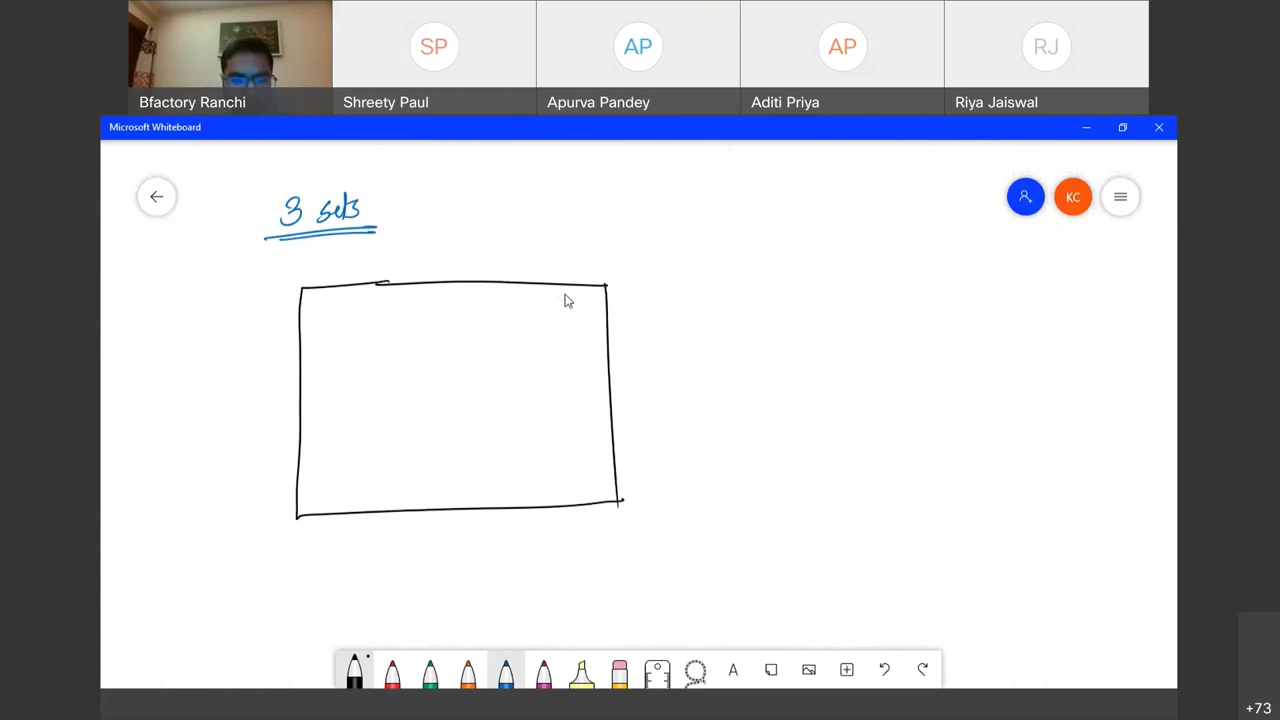 SP
AP
AP
RJ
Bfactory Ranchi
Shreety Paul
Apurva Pandey
Aditi Priya
Riya Jaiswal
Microsoft Whiteboard
KC
3 sets
A
+73